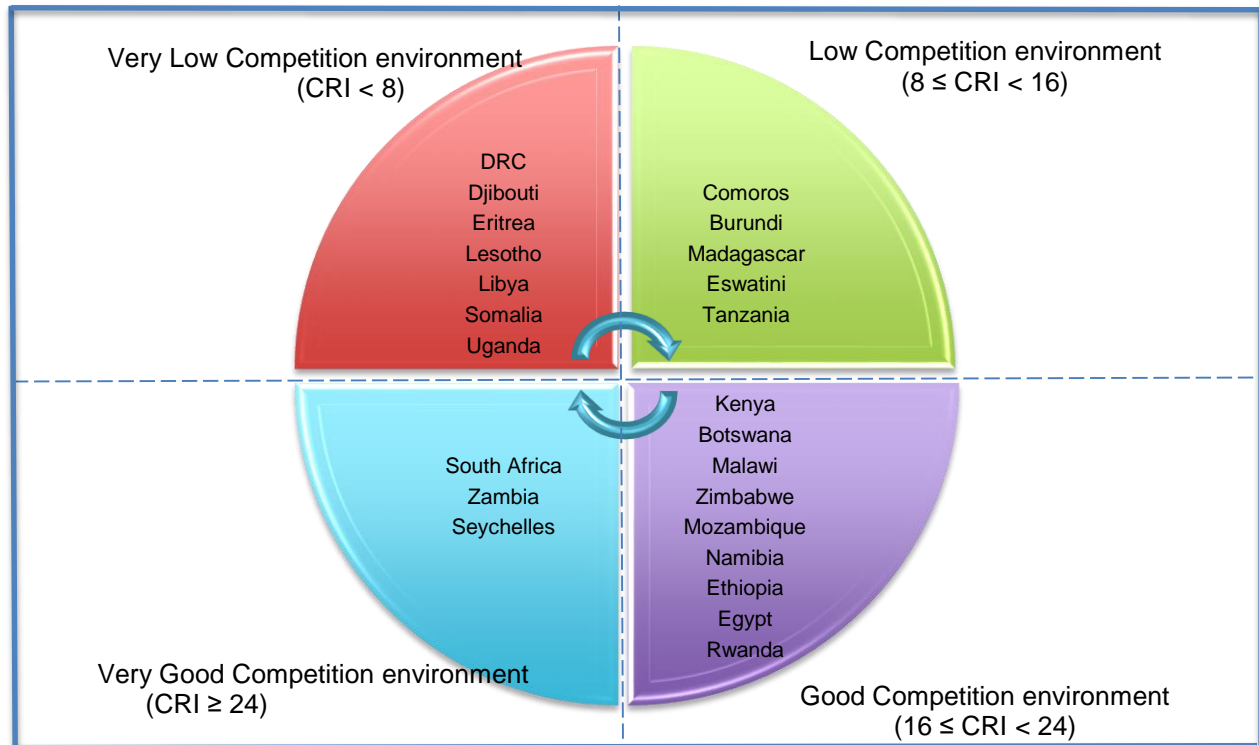 Very Low Competition environment
(CRI < 8)
DRC
Djibouti
Eritrea
Lesotho
Libya
Somalia
Uganda
Low Competition environment
(8 ≤ CRI < 16)
Comoros
Burundi
Madagascar
Eswatini
Tanzania
South Africa
Zambia
Seychelles
Very Good Competition environment
(CRI ≥ 24)
Kenya
Botswana
Malawi
Zimbabwe
Mozambique
Namibia
Ethiopia
Egypt
Rwanda
Good Competition environment
(16 ≤ CRI < 24)